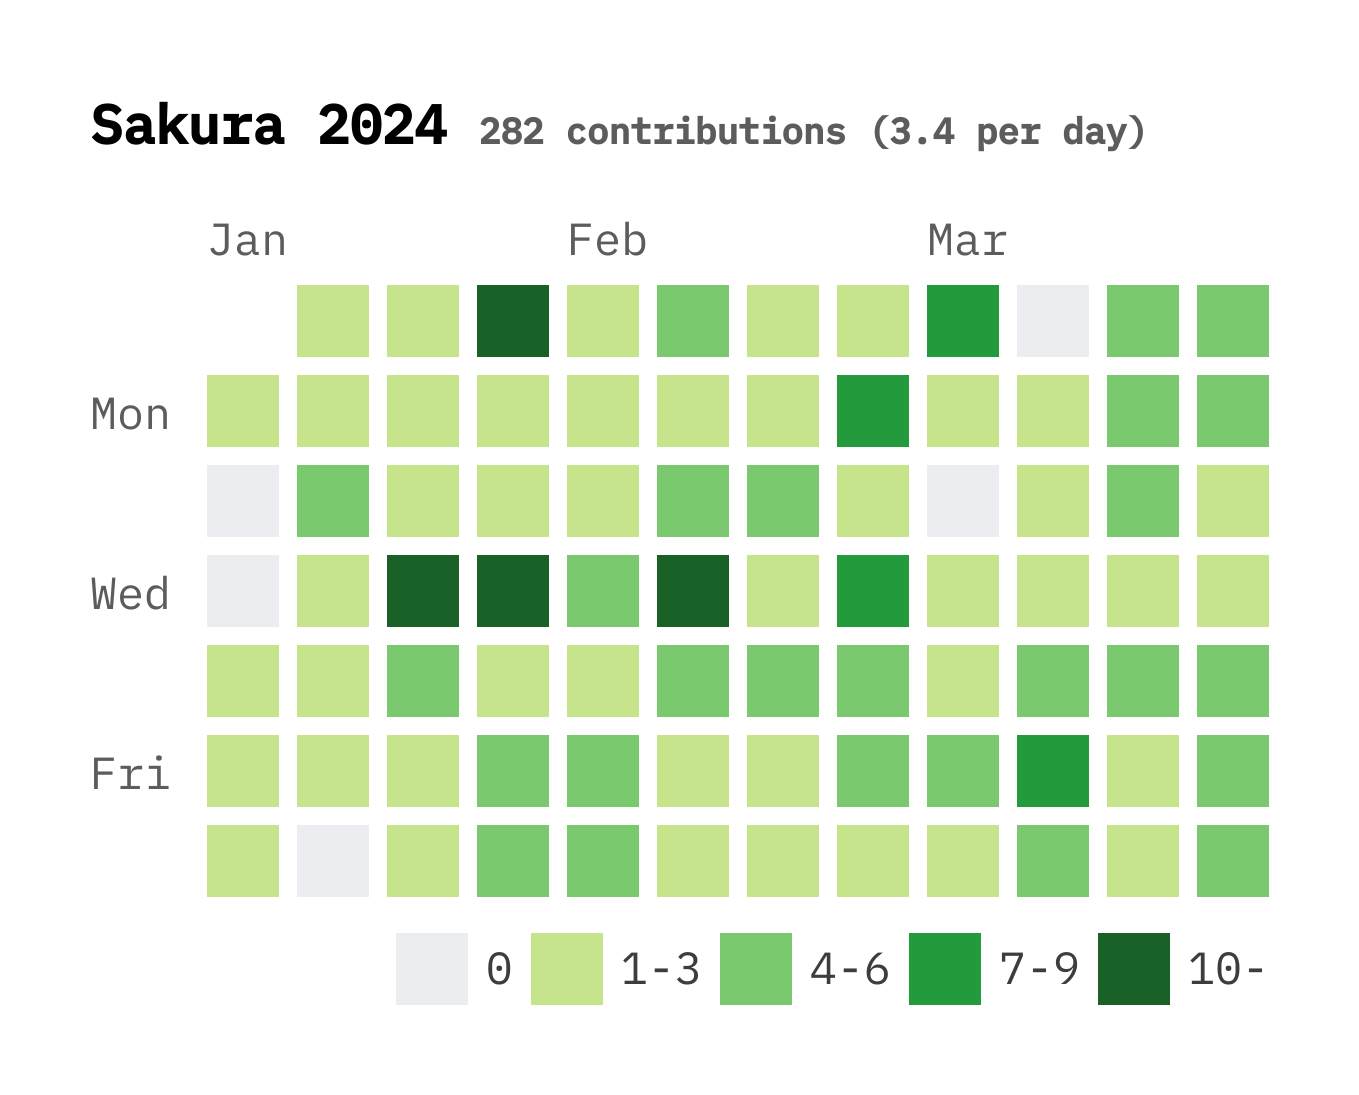 Sakura 2024 282 contributions (3.4 per day)
Jan Feb Mar
Mon
Wed
Fri
0 1-3 4-6 7-9 10-